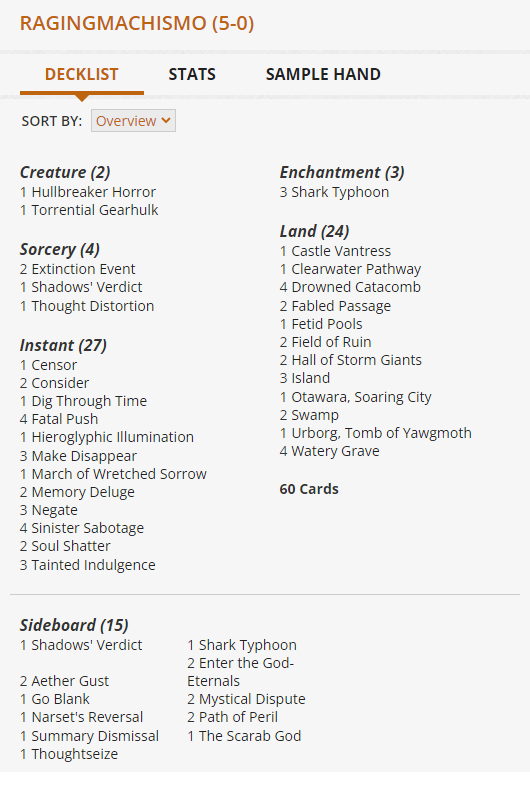 RAGINGMACHISMO (5-0)
DECKLIST
STATS
SAMPLE HAND
SORT BY: Overview
Creature (2)
1 Hullbreaker Horror
1 Torrential Gearhulk
Sorcery (4)
2 Extinction Event
1 Shadows' Verdict
1 Thought Distortion
Instant (27)
1 Censor
2 Consider
1 Dig Through Time
4 Fatal Push
1 Hieroglyphic Illumination
3 Make Disappear
1 March of Wretched Sorrow
2 Memory Deluge
3 Negate
4 Sinister Sabotage
2 Soul Shatter
3 Tainted Indulgence
Enchantment (3)
3 Shark Typhoon
Land (24)
1 Castle Vantress
1 Clearwater Pathway
4 Drowned Catacomb
2 Fabled Passage
1 Fetid Pools
2 Field of Ruin
2 Hall of Storm Giants
3 Island
1 Otawara, Soaring City
2 Swamp
1 Urborg, Tomb of Yawgmoth
4 Watery Grave
60 Cards
Sideboard (15)
1 Shadows' Verdict
2 Aether Gust
1 Go Blank
1 Narset's Reversal
1 Summary Dismissal
1 Thoughtseize
1 Shark Typhoon
2 Enter the God-
Eternals
2 Mystical Dispute
2 Path of Peril
1 The Scarab God